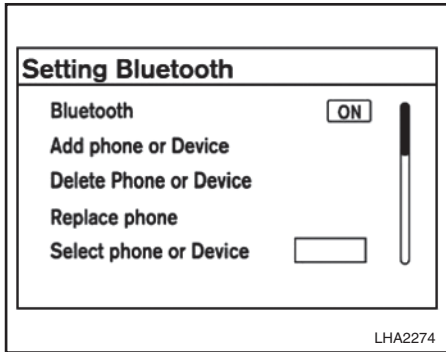 Setting Bluetooth
Bluetooth ON
Add phone or Device
Delete Phone or Device
Replace phone
Select phone or Device
LHA2274